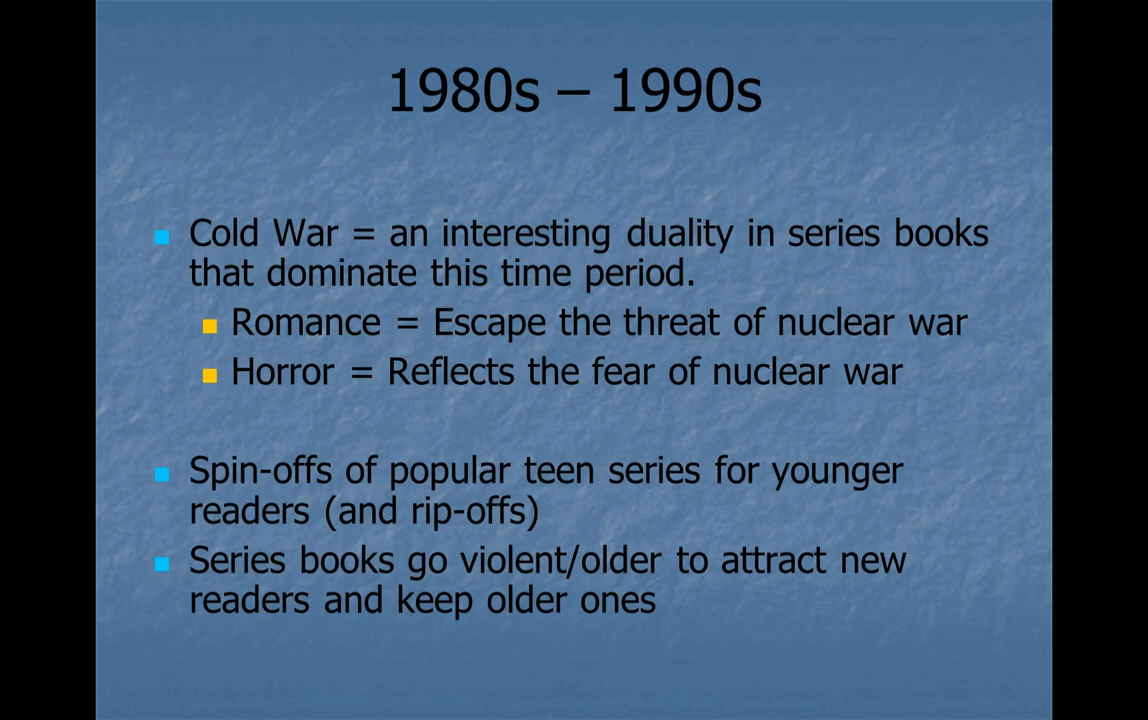 1980s – 1990s
Cold War = an interesting duality in series books
that dominate this time period.
Romance = Escape the threat of nuclear war
Horror = Reflects the fear of nuclear war
Spin-offs of popular teen series for younger
readers (and rip-offs)
Series books go violent/older to attract new
readers and keep older ones